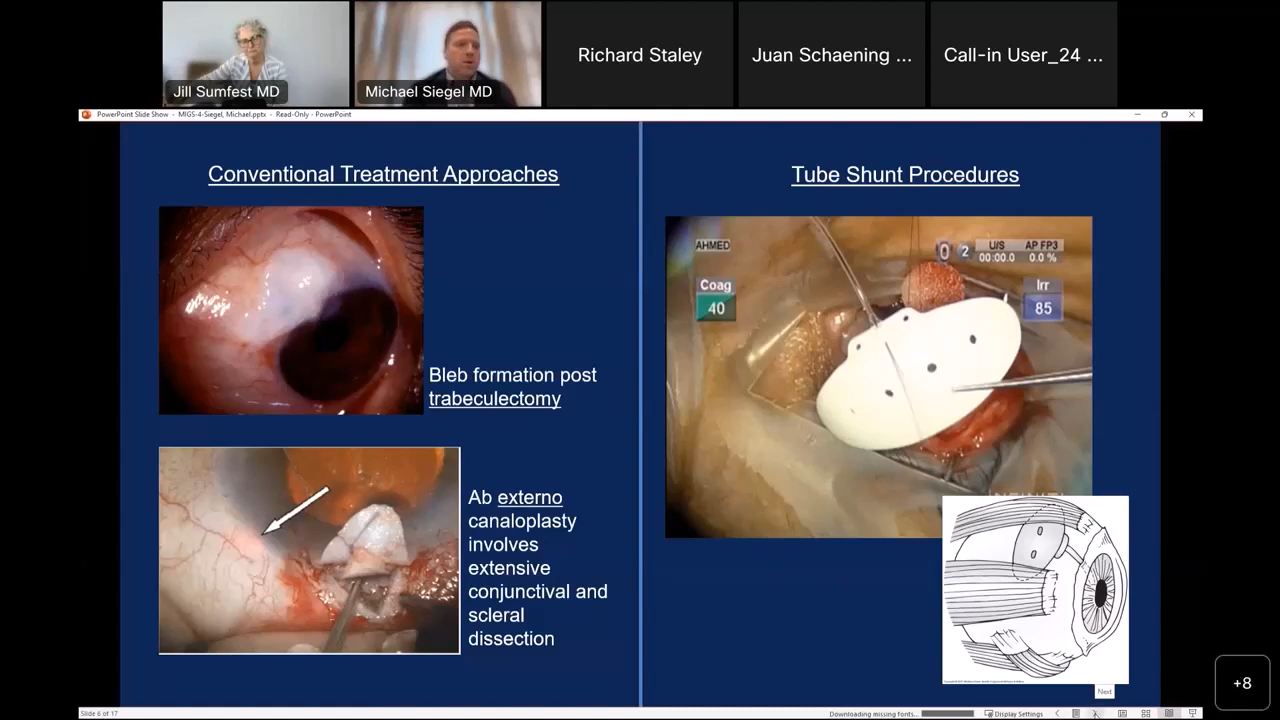 Jill Sumfest MD
Michael Siegel MD
Richard Staley
Juan Schaening ...
Call-in User_24 ...
PowerPoint Slide Show - MIGS-4-Siegel, Michael.pptx - Read-Only - PowerPoint
Conventional Treatment Approaches
Bleb formation post
trabeculectomy
Ab externo
canaloplasty
involves
extensive
conjunctival and
scleral
dissection
Tube Shunt Procedures
AHMED
0 2
U/S
00:00.0
AP FP3
0.0 %
Coag
40
Irr
85
Next
+8
Slide 6 of 17
Downloading missing fonts...
Display Settings